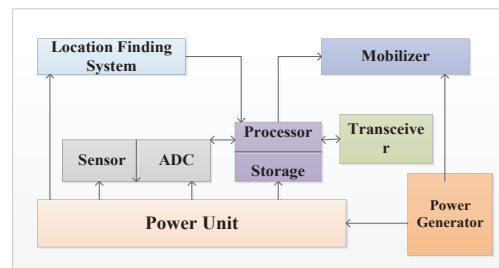 Location Finding
System
Mobilizer
Processor
Transceive
r
Sensor
ADC
Storage
Power Unit
Power
Generator